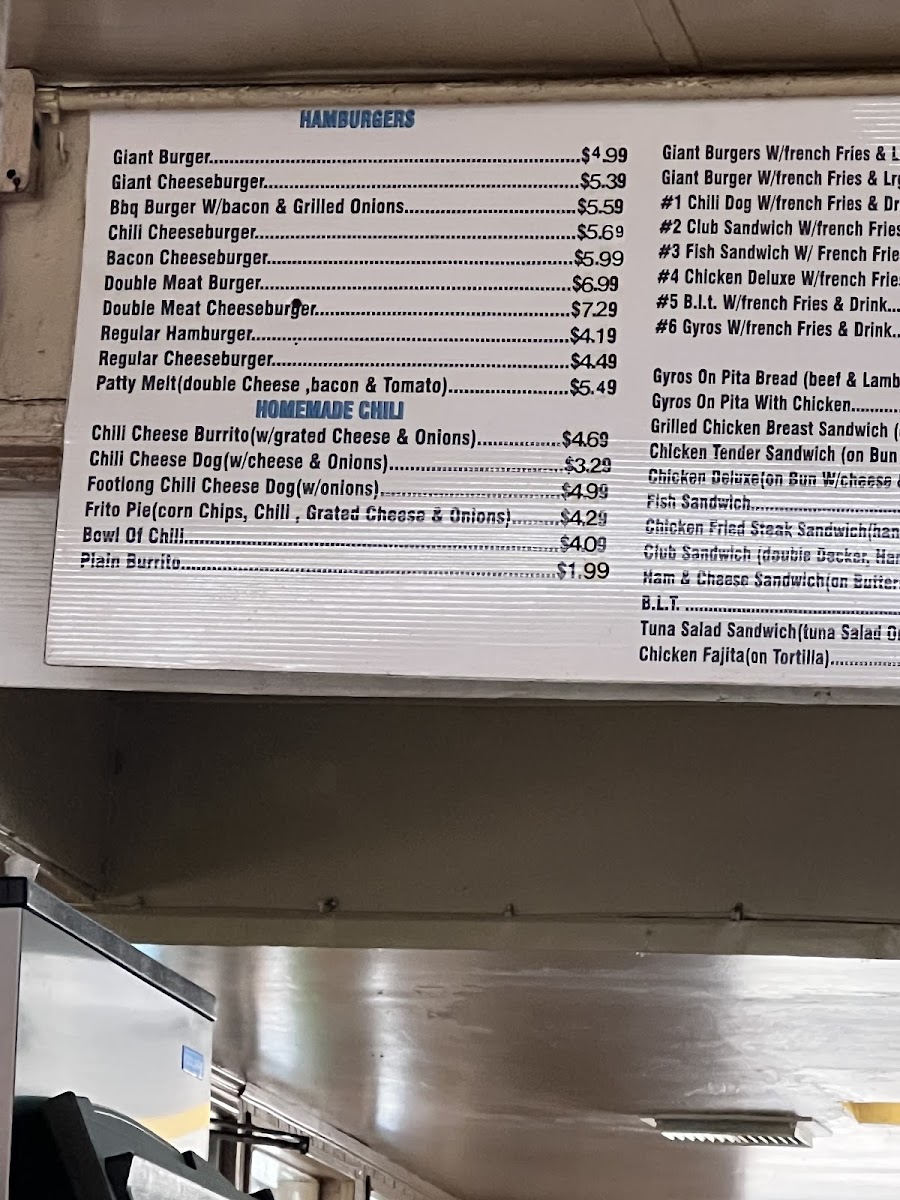 HAMBURGERS
Giant Burger..........$4.99
Giant Cheeseburger..........$5.39
Bbq Burger W/bacon & Grilled Onions..........$5.59
Chili Cheeseburger..........$5.69
Bacon Cheeseburger..........$5.99
Double Meat Burger..........$6.99
Double Meat Cheeseburger..........$7.29
Regular Hamburger..........$4.19
Regular Cheeseburger..........$4.49
Patty Melt(double Cheese ,bacon & Tomato)..........$5.49
HOMEMADE CHILI
Chili Cheese Burrito(w/grated Cheese & Onions)..........$4.69
Chili Cheese Dog(w/cheese & Onions)..........$3.29
Footlong Chili Cheese Dog(w/onions)..........$4.99
Frito Pie(corn Chips, Chili , Grated Cheese & Onions)..........$4.29
Bowl Of Chili..........$4.09
Plain Burrito..........$1.99
Giant Burgers W/french Fries &
Giant Burger W/french Fries &
#1 Chili Dog W/french Fries &
#2 Club Sandwich W/french Fries
#3 Fish Sandwich W/ French
#4 Chicken Deluxe W/french
#5 B.l.t. W/french Fries & Drink...
#6 Gyros W/french Fries & Drink..
Gyros On Pita Bread (beef & Lamb
Gyros On Pita With Chicken..........
Grilled Chicken Breast Sandwich (
Chicken Tender Sandwich (on Bun
Chicken Deluxe(on Bun W/cheese
Fish Sandwich..........
Chicken Fried Steak Sandwich
Club Sandwich (double Decker,
Ham & Cheese Sandwich(on
B.L.T. ..........
Tuna Salad Sandwich(tuna Salad
Chicken Fajita(on Tortilla)..........